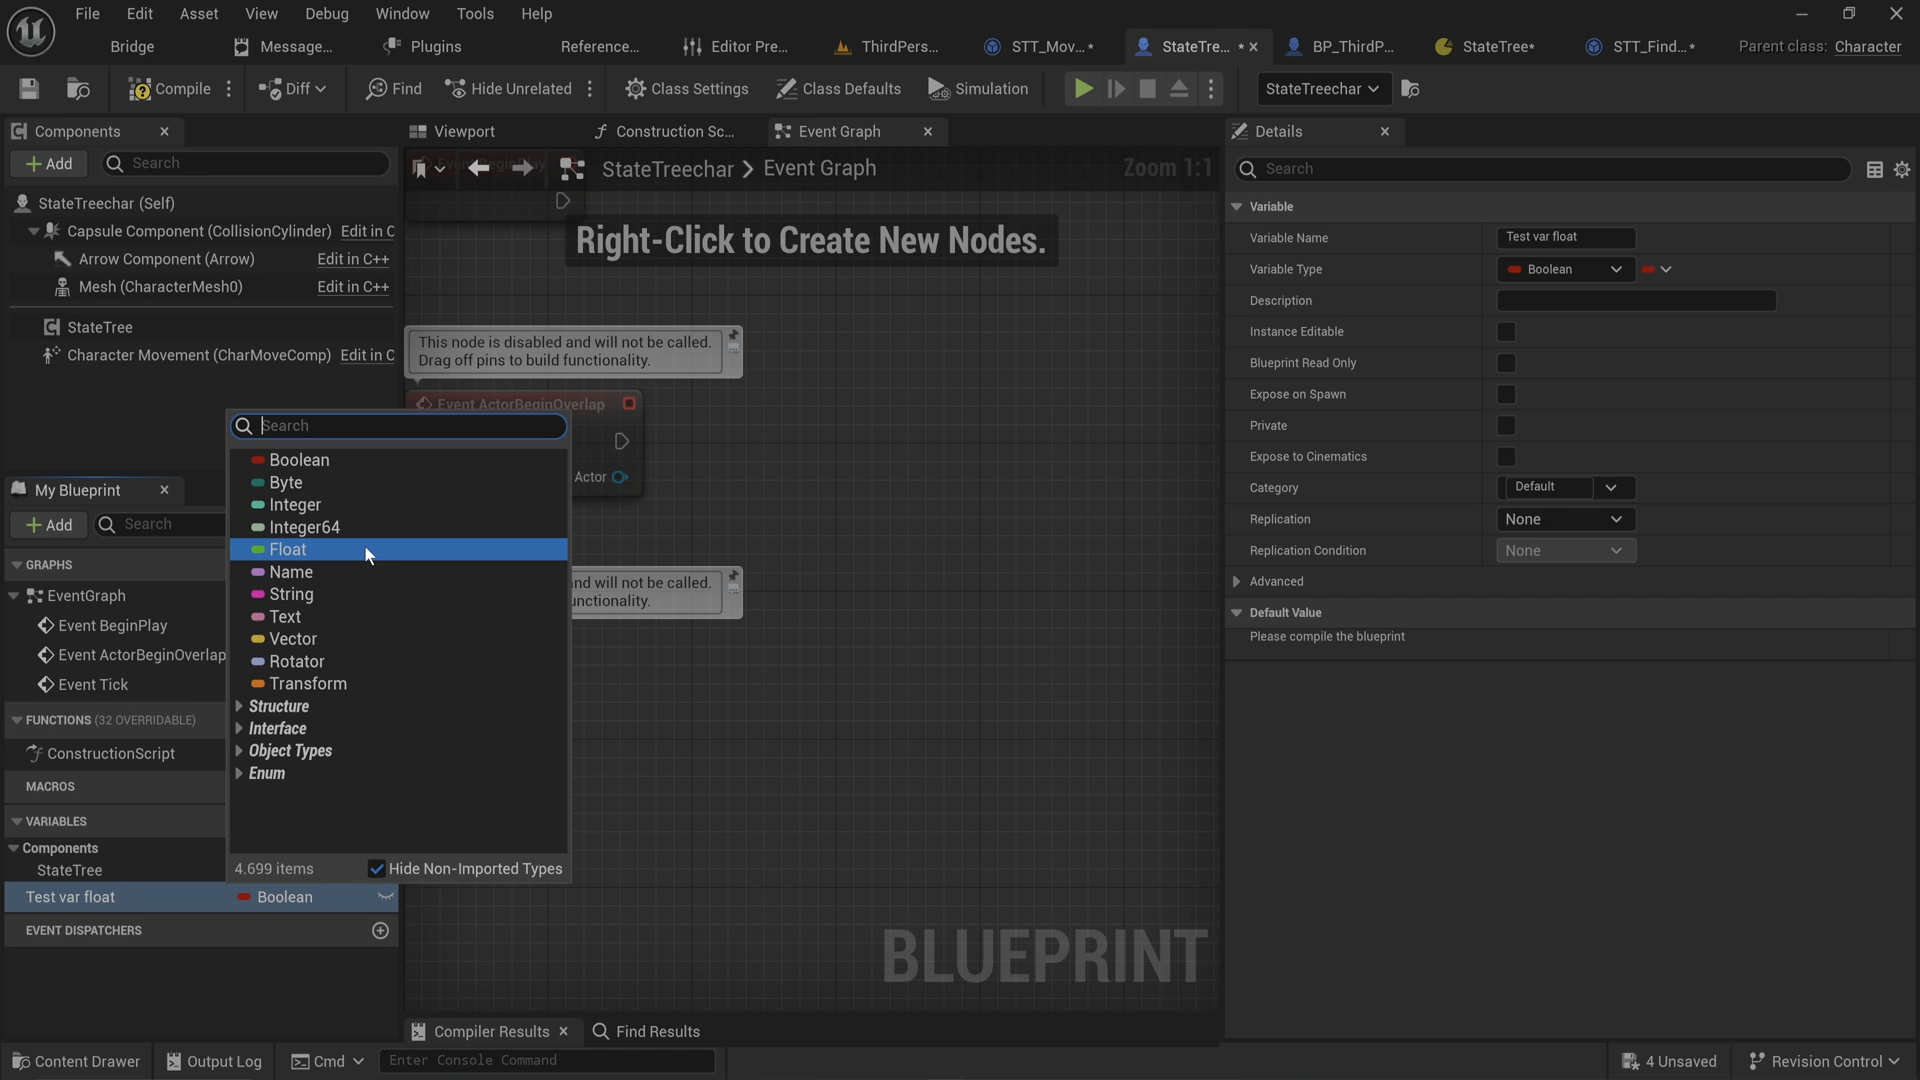 File Edit Asset View Debug Window Tools Help
Bridge Message... Plugins Reference... Editor Pre... ThirdPers... STT_Mov...* StateTre... * BP_ThirdP... StateTree* STT_Find...* Parent class: Character
Compile Diff Find Hide Unrelated Class Settings Class Defaults Simulation StateTreechar
Components
Add Search
StateTreechar (Self)
Capsule Component (CollisionCylinder) Edit in C
Arrow Component (Arrow) Edit in C++
Mesh (CharacterMesh0) Edit in C++
StateTree
Character Movement (CharMoveComp) Edit in C
My Blueprint
Add Search
GRAPHS
EventGraph
Event BeginPlay
Event ActorBeginOverlap
Event Tick
FUNCTIONS (32 OVERRIDABLE)
ConstructionScript
MACROS
VARIABLES
Components
StateTree
Test var float Boolean
EVENT DISPATCHERS
Search
Boolean
Byte
Integer
Integer64
Float
Name
String
Text
Vector
Rotator
Transform
Structure
Interface
Object Types
Enum
4.699 items Hide Non-Imported Types
Viewport Construction Sc... Event Graph
Event BeginPlay
StateTreechar > Event Graph Zoom 1:1
Right-Click to Create New Nodes.
This node is disabled and will not be called.
Drag off pins to build functionality.
Event ActorBeginOverlap
Actor
nd will not be called.
unctionality.
BLUEPRINT
Compiler Results Find Results
Details
Search
Variable
Variable Name Test var float
Variable Type Boolean
Description
Instance Editable
Blueprint Read Only
Expose on Spawn
Private
Expose to Cinematics
Category Default
Replication None
Replication Condition None
Advanced
Default Value
Please compile the blueprint
Content Drawer Output Log Cmd Enter Console Command 4 Unsaved Revision Control